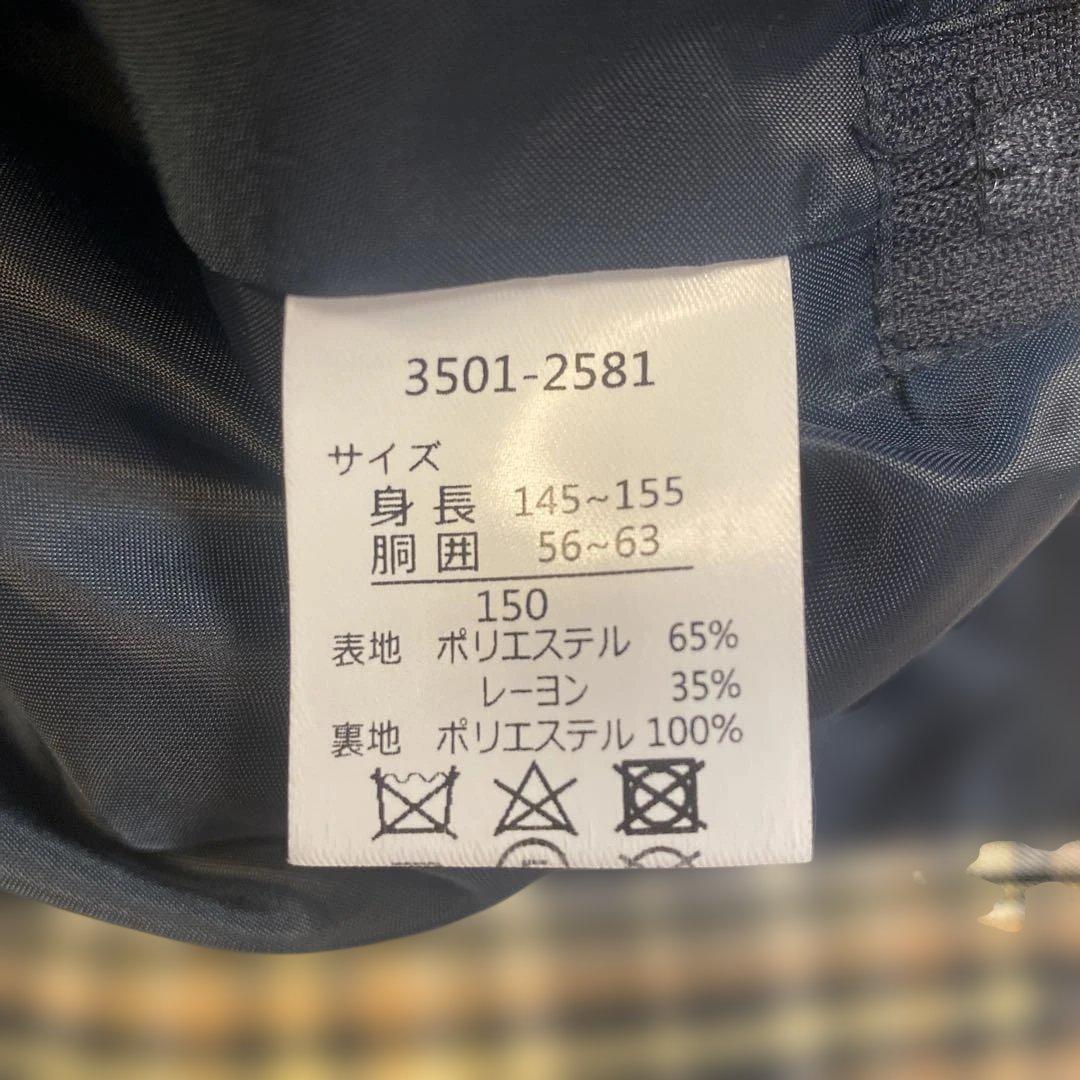 3501-2581
サイズ
身長 145~155
胴囲 56~63
150
表地 ポリエステル 65%
レーヨン 35%
裏地 ポリエステル 100%